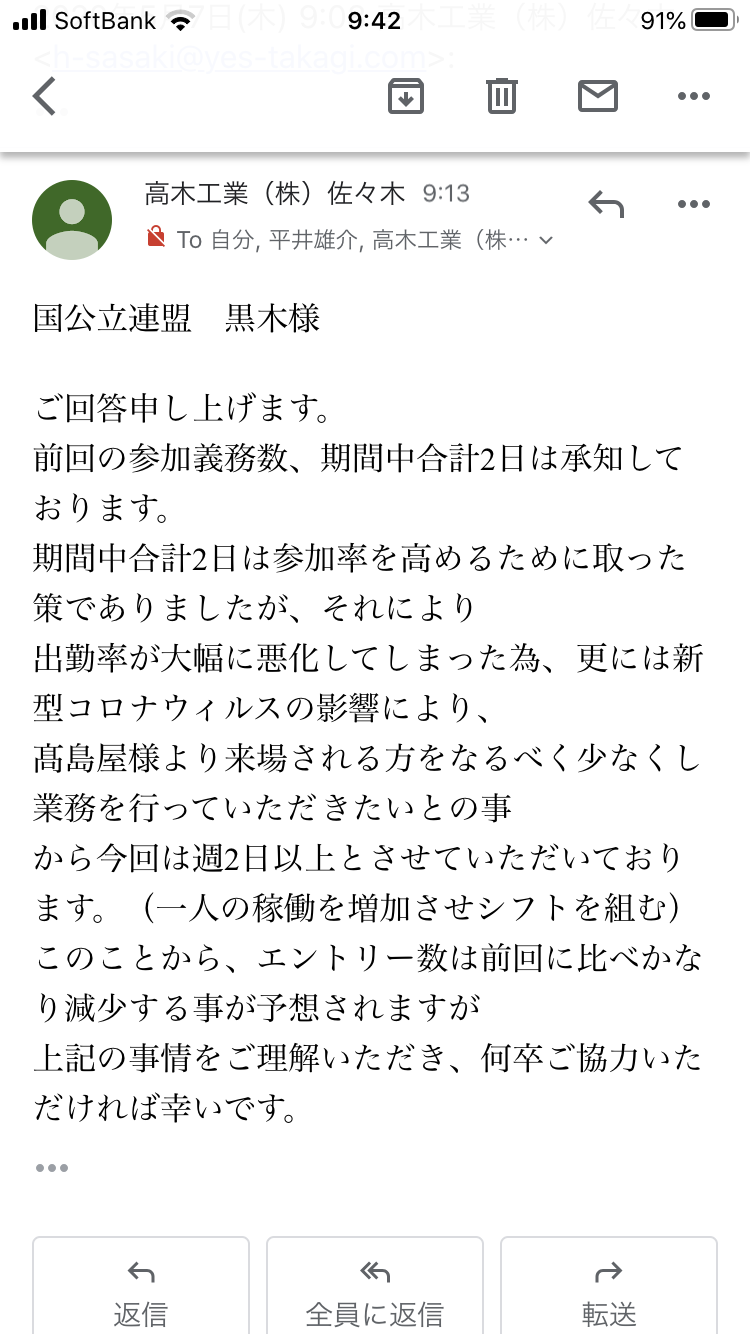 SoftBank 9:42 91%
<h-sasaki@yes-takagi.com>:
高木工業（株）佐々木 9:13
To 自分, 平井雄介, 高木工業（株…
国公立連盟　黒木様
ご回答申し上げます。
前回の参加義務数、期間中合計2日は承知して
おります。
期間中合計2日は参加率を高めるために取った
策でありましたが、それにより
出勤率が大幅に悪化してしまった為、更には新
型コロナウィルスの影響により、
髙島屋様より来場される方をなるべく少なくし
業務を行っていただきたいとの事
から今回は週2日以上とさせていただいており
ます。（一人の稼働を増加させシフトを組む）
このことから、エントリー数は前回に比べかな
り減少する事が予想されますが
上記の事情をご理解いただき、何卒ご協力いた
だければ幸いです。
返信 全員に返信 転送